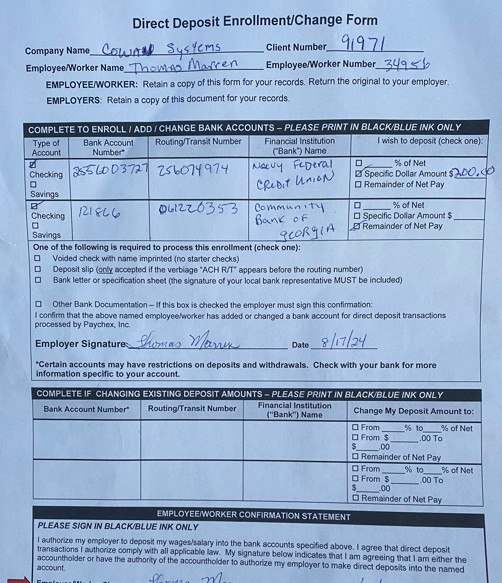 Direct Deposit Enrollment/Change Form
Company Name Cowan Systems Client Number 91971
Employee/Worker Name Thomas Marren Employee/Worker Number 34956
EMPLOYEE/WORKER: Retain a copy of this form for your records. Return the original to your employer.
EMPLOYERS: Retain a copy of this document for your records.
COMPLETE TO ENROLL / ADD / CHANGE BANK ACCOUNTS – PLEASE PRINT IN BLACK/BLUE INK ONLY
Type of Account Bank Account Number* Routing/Transit Number Financial Institution ("Bank") Name I wish to deposit (check one):
☑ Checking ☐ Savings 2556003727 256074974 Navy Federal Credit Union
☐ ____% of Net
☑ Specific Dollar Amount $200.00
☐ Remainder of Net Pay
☑ Checking ☐ Savings 121866 061220353 Community Bank of georgia
☐ ____% of Net
☐ Specific Dollar Amount $____
☑ Remainder of Net Pay
One of the following is required to process this enrollment (check one):
☐ Voided check with name imprinted (no starter checks)
☐ Deposit slip (only accepted if the verbiage "ACH R/T" appears before the routing number)
☐ Bank letter or specification sheet (the signature of your local bank representative MUST be included)
☐ Other Bank Documentation – If this box is checked the employer must sign this confirmation:
I confirm that the above named employee/worker has added or changed a bank account for direct deposit transactions
processed by Paychex, Inc.
Employer Signature: Thomas Marren Date 8/17/24
*Certain accounts may have restrictions on deposits and withdrawals. Check with your bank for more
information specific to your account.
COMPLETE IF CHANGING EXISTING DEPOSIT AMOUNTS – PLEASE PRINT IN BLACK/BLUE INK ONLY
Bank Account Number* Routing/Transit Number Financial Institution ("Bank") Name Change My Deposit Amount to:
☐ From ____% to____% of Net
☐ From $ ____.00 To
$____.00
☐ Remainder of Net Pay
☐ From ____% to____% of Net
☐ From $ ____.00 To
$____.00
☐ Remainder of Net Pay
EMPLOYEE/WORKER CONFIRMATION STATEMENT
PLEASE SIGN IN BLACK/BLUE INK ONLY
I authorize my employer to deposit my wages/salary into the bank accounts specified above. I agree that direct deposit
transactions I authorize comply with all applicable law. My signature below indicates that I am agreeing that I am either the
accountholder or have the authority of the accountholder to authorize my employer to make direct deposits into the named
account.